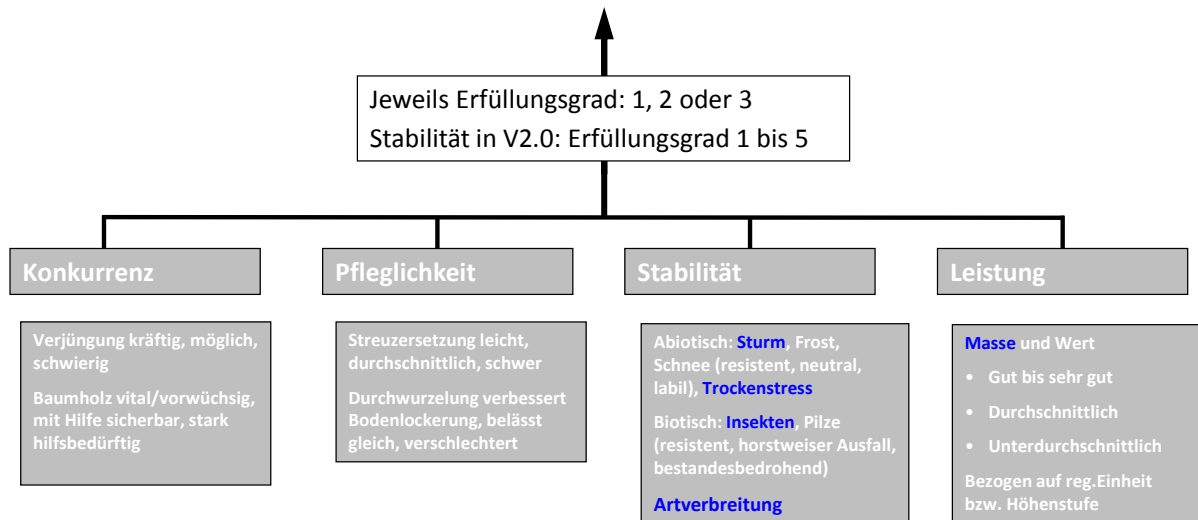 Jeweils Erfüllungsgrad: 1, 2 oder 3
Stabilität in V2.0: Erfüllungsgrad 1 bis 5
Konkurrenz
Verjüngung kräftig, möglich,
schwierig
Baumholz vital/vorwüchsig,
mit Hilfe sicherbar, stark
hilfsbedürftig
Pfleglichkeit
Streuzersetzung leicht,
durchschnittlich, schwer
Durchwurzelung verbessert
Bodenlockerung, belässt
gleich, verschlechtert
Stabilität
Abiotisch: Sturm, Frost,
Schnee (resistent, neutral,
labil), Trockenstress
Biotisch: Insekten, Pilze
(resistent, horstweiser Ausfall,
bestandesbedrohend)
Artverbreitung
Leistung
Masse und Wert
• Gut bis sehr gut
• Durchschnittlich
• Unterdurchschnittlich
Bezogen auf reg.Einheit
bzw. Höhenstufe